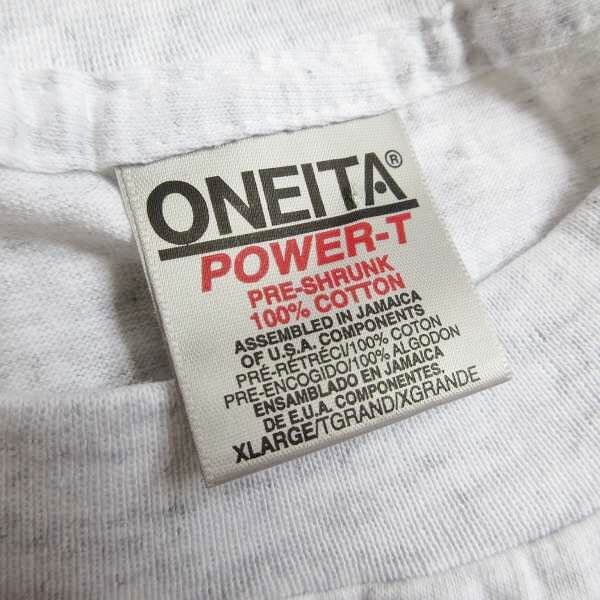 ONEITA®
POWER-T
PRE-SHRUNK
100% COTTON
ASSEMBLED IN JAMAICA
OF U.S.A. COMPONENTS
PRÉ-RÉTRÉCI/100% COTON
PRE-ENCOGIDO/100% ALGODON
ENSAMBLADO EN JAMAICA
DE E.U.A. COMPONENTES.
XLARGE/TGRAND/XGRANDE